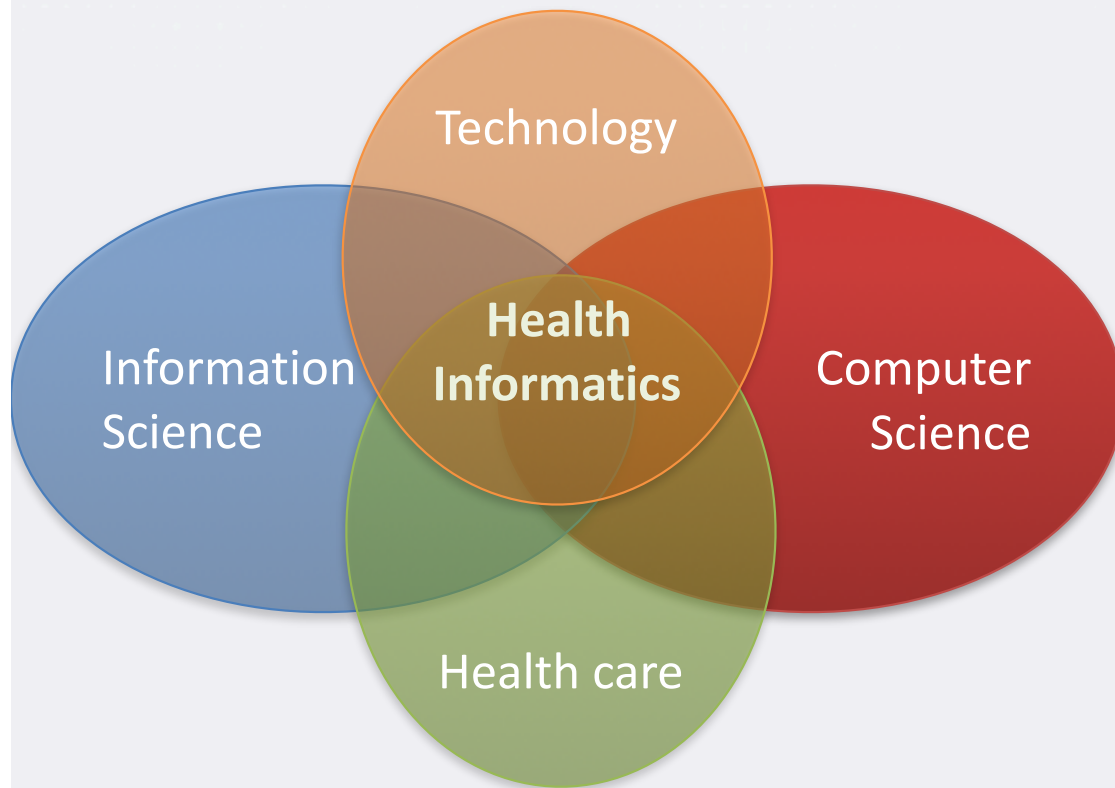 Technology
Health
Informatics
Information
Science
Computer
Science
Health care